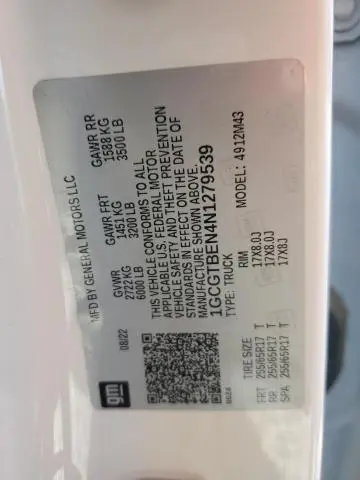 gm
MFD BY GENERAL MOTORS LLC
08/22
GVWR GAWR FRT GAWR RR
2722 KG 1451 KG 1588 KG
6000 LB 3200 LB 3500 LB
THIS VEHICLE CONFORMS TO ALL
APPLICABLE U.S. FEDERAL MOTOR
VEHICLE SAFETY AND THEFT PREVENTION
STANDARDS IN EFFECT ON THE DATE OF
MANUFACTURE SHOWN ABOVE.
1GCGTBEN4N1279539
TYPE: TRUCK MODEL: 4912M43
TIRE SIZE RIM
FRT 255/65R17 T 17X8.0J
RR 255/65R17 T 17X8.0J
SPA 255/65R17 T 17X8J